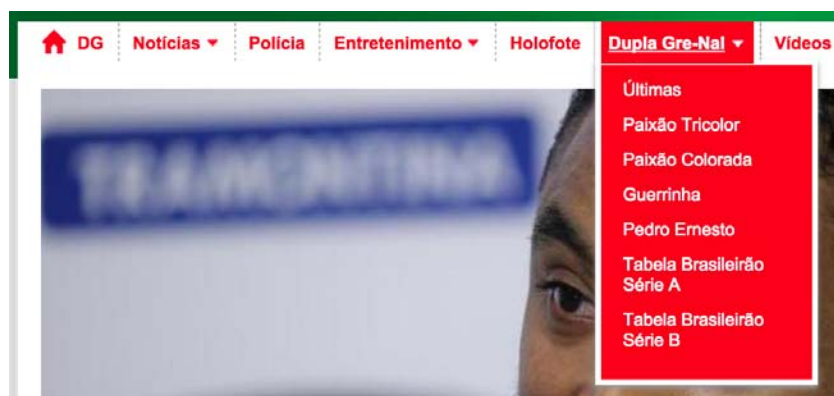 DG Notícias Polícia Entretenimento Holofote Dupla Gre-Nal Vídeos
Últimas
Paixão Tricolor
Paixão Colorada
Guerrinha
Pedro Ernesto
Tabela Brasileirão
Série A
Tabela Brasileirão
Série B
TRAMONTINA